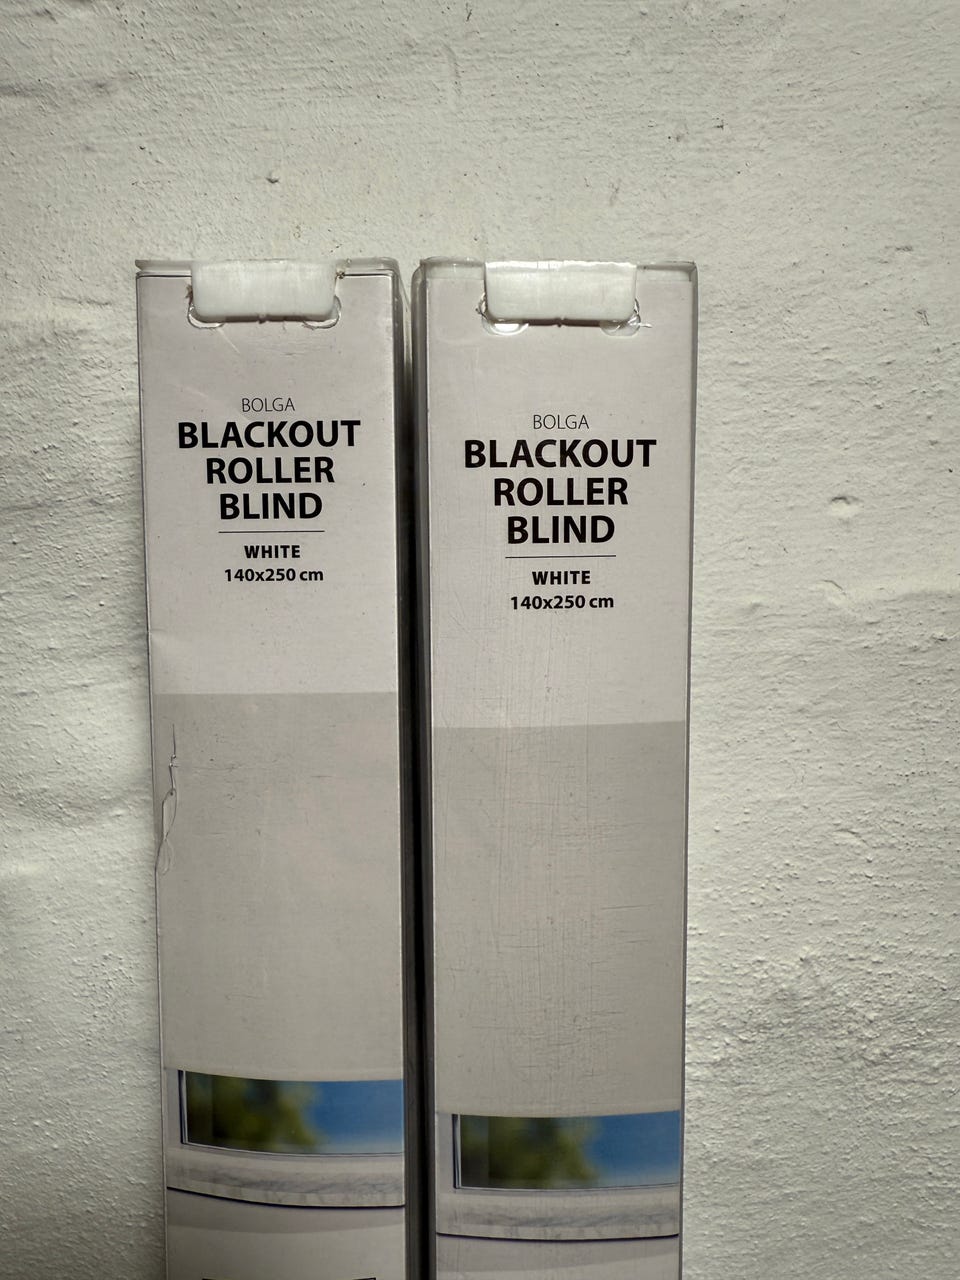 BOLGA
BLACKOUT
ROLLER
BLIND
WHITE
140x250 cm
BOLGA
BLACKOUT
ROLLER
BLIND
WHITE
140x250 cm